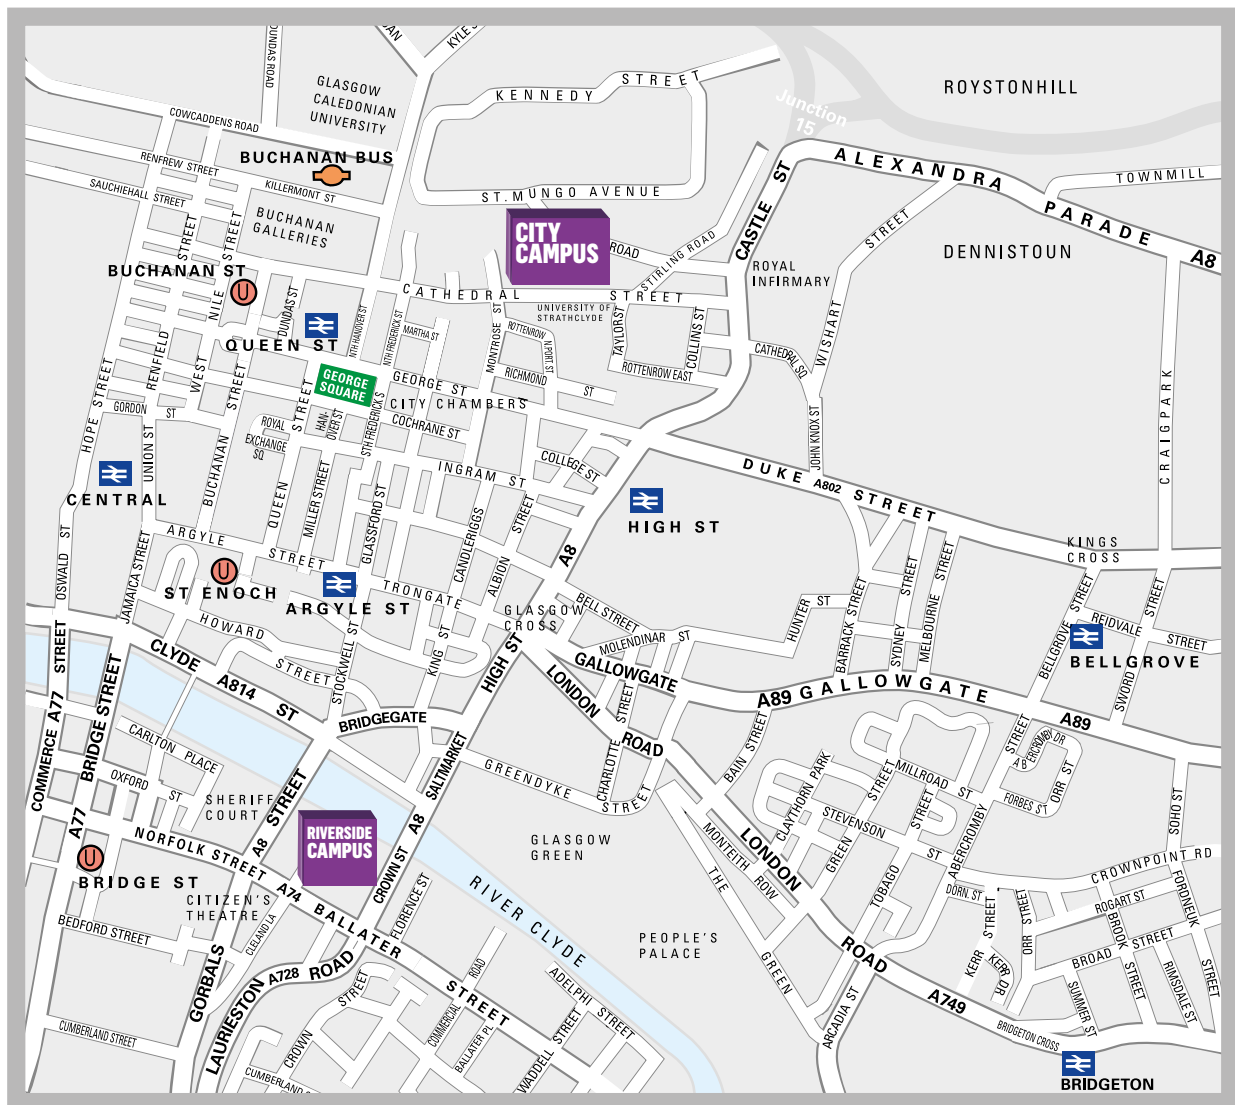 DUNDAS ROAD
KYLE S
GLASGOW
CALEDONIAN
UNIVERSITY
KENNEDY STREET
ROYSTONHILL
Junction
15
COWCADDENS ROAD
RENFREW STREET
BUCHANAN BUS
KILLERMONT ST
SAUCHIEHALL STREET
ST. MUNGO AVENUE
CASTLE ST
ALEXANDRA PARADE A8
TOWNMILL
BUCHANAN
GALLERIES
CITY
CAMPUS
ROAD
STIRLING ROAD
ROYAL
INFIRMARY
WISHART STREET
DENNISTOUN
BUCHANAN ST
U
CATHEDRAL STREET
UNIVERSITY OF
STRATHCLYDE
HOPE STREET
RENFIELD STREET
WEST NILE STREET
DUNDAS ST
QUEEN ST
NTH HANOVER ST
NTH FREDERICK ST
MARTHA ST
MONTROSE ST
ROTTENROW
N.PORT ST
TAYLOR ST
COLLINS ST
CATHEDRAL SQ
ROTTENROW EAST
RICHMOND ST
GEORGE
SQUARE
GEORGE ST
CITY CHAMBERS
COCHRANE ST
CRAIGPARK
GORDON ST
UNION ST
BUCHANAN STREET
ROYAL
EXCHANGE
SQ
QUEEN STREET
HAN-
OVER ST
STH FREDERICK S
INGRAM ST
COLLEGE ST
JOHN KNOX ST
DUKE STREET
A802
CENTRAL
MILLER STREET
GLASSFORD ST
CANDLERIGGS
ALBION STREET
A8
HIGH ST
KINGS
CROSS
OSWALD ST
JAMAICA STREET
ARGYLE STREET
U
ST ENOCH
ARGYLE ST
TRONGATE
GLASGOW
CROSS
BELL STREET
MOLENDINAR ST
HUNTER ST
BARRACK STREET
SYDNEY STREET
MELBOURNE STREET
BELLGROVE STREET
REIDVALE STREET
BELLGROVE
SWORD STREET
HOWARD STREET
STOCKWELL ST
KING ST
HIGH ST
GALLOWGATE
A89 GALLOWGATE
A89
CLYDE ST
A814
BRIDGEGATE
LONDON ROAD
CHARLOTTE STREET
BAIN STREET
COMMERCE STREET
A77
BRIDGE STREET
A77
CARLTON PLACE
OXFORD ST
SHERIFF
COURT
A8 STREET
SALTMARKET
GREENDYKE STREET
CLAYTHORN PARK
MILLROAD ST
STEVENSON ST
GREEN STREET
TOBAGO STREET
ABERCROMBY STREET
ABERCROMBY DR
ORR ST
FORBES ST
SOHO ST
NORFOLK STREET
RIVERSIDE
CAMPUS
CROWN ST
A8
GLASGOW
GREEN
MONTEITH ROW
LONDON ROAD
CROWNPOINT RD
U
BRIDGE ST
CITIZEN'S
THEATRE
A74
BALLATER STREET
FLORENCE ST
RIVER CLYDE
PEOPLE'S
PALACE
THE GREEN
DORN. ST
ORR STREET
ROGART ST
FORDNEUK STREET
BEDFORD STREET
CLELAND LA
GORBALS
LAURIESTON ROAD
A728
KERR STREET
KERR DR
BROOK STREET
BROAD STREET
RIMSDALE ST
SUMMER ST
CUMBERLAND STREET
CROWN STREET
CUMBERLAND S
COMMERCIAL ROAD
BALLATER PL
WADDELL STREET
ADELPHI STREET
ARCADIA ST
A749
BRIDGETON CROSS
BRIDGETON